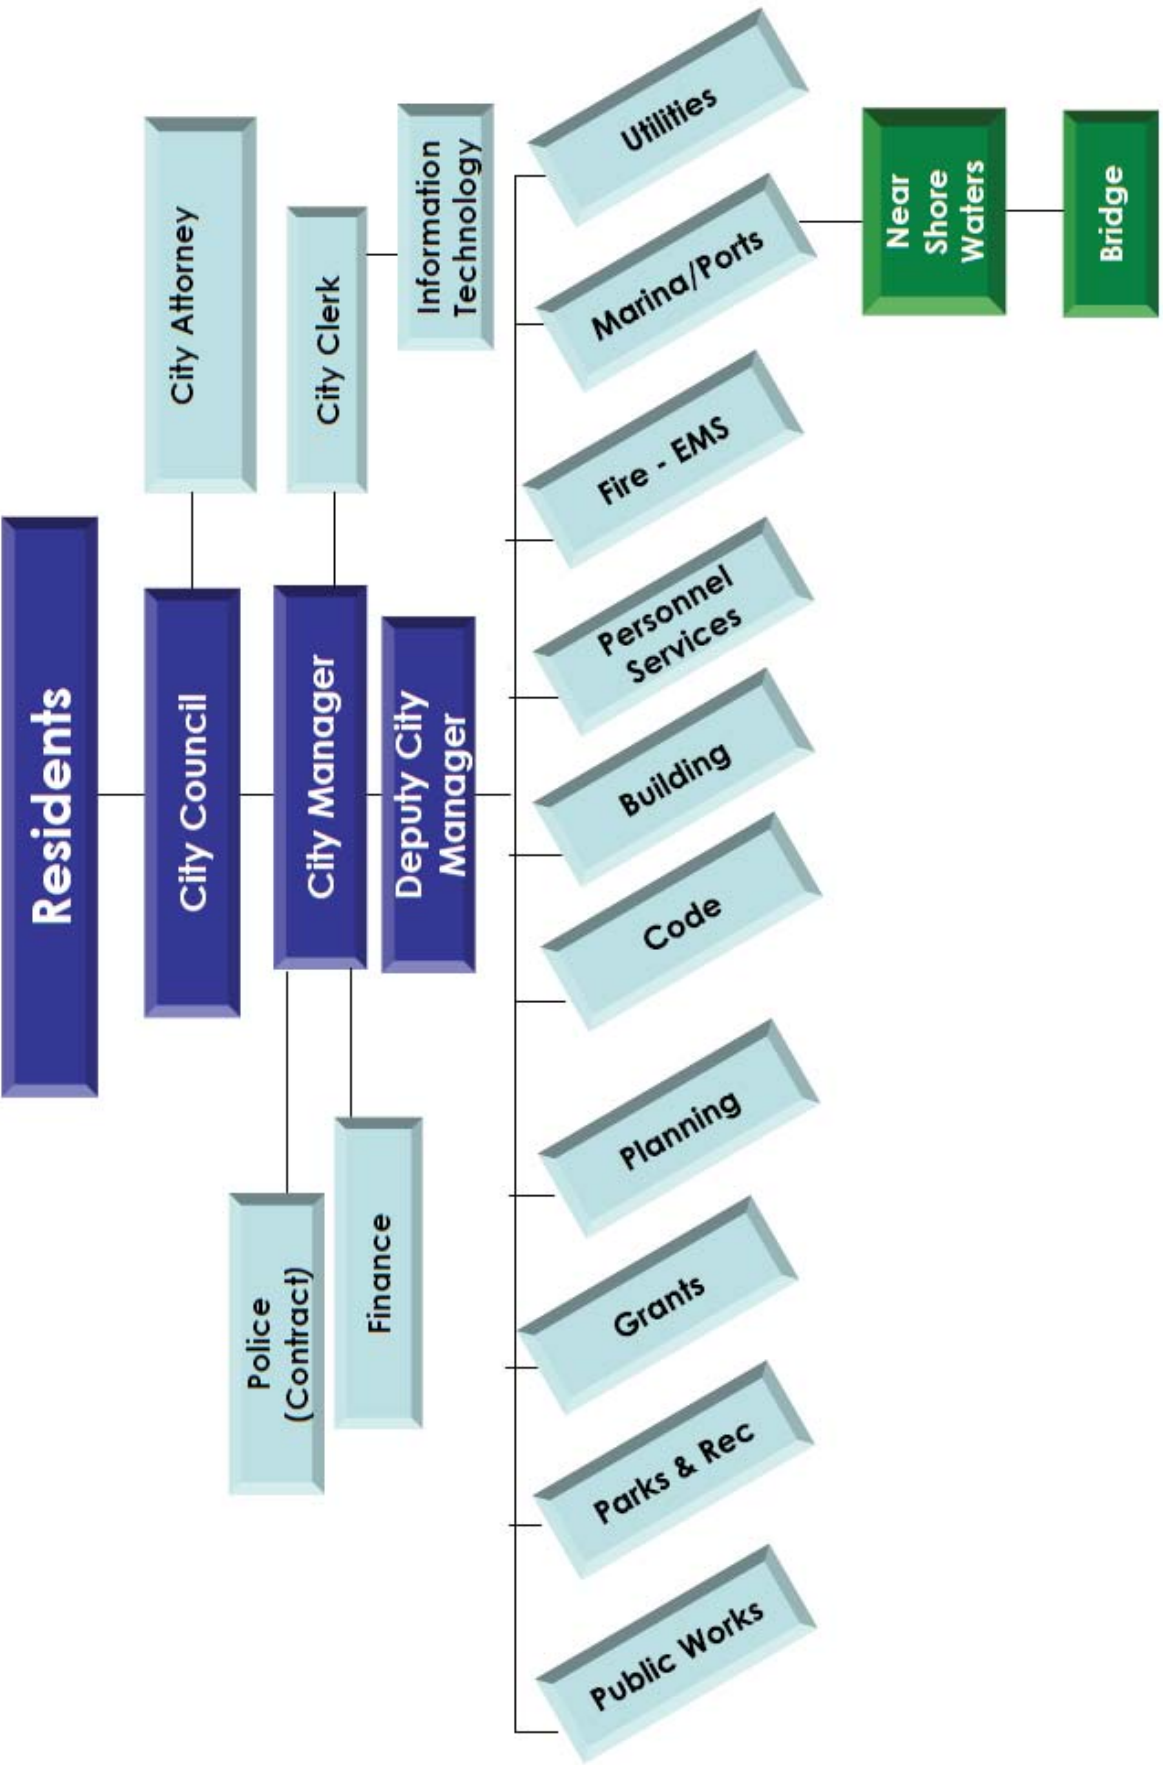 Residents
City Council
City Attorney
City Manager
City Clerk
Police
(Contract)
Finance
Deputy City
Manager
Information
Technology
Public Works
Parks & Rec
Grants
Planning
Code
Building
Personnel
Services
Fire - EMS
Marina/Ports
Utilities
Near
Shore
Waters
Bridge